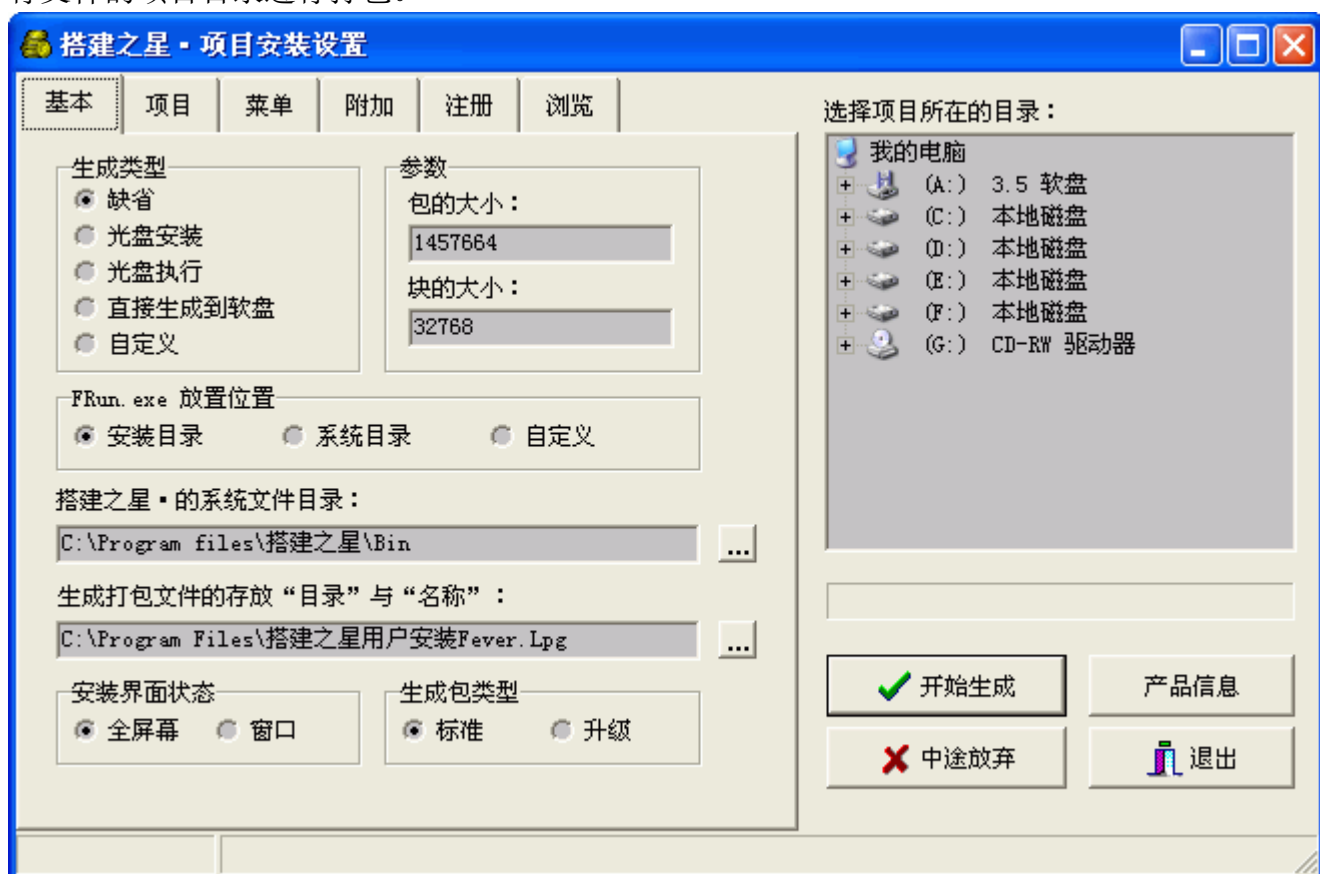 搭建之星·项目安装设置
基本 项目 菜单 附加 注册 浏览
生成类型
缺省
光盘安装
光盘执行
直接生成到软盘
自定义
参数
包的大小：
1457664
块的大小：
32768
FRun.exe 放置位置
安装目录 系统目录 自定义
搭建之星·的系统文件目录：
C:\Program files\搭建之星\Bin
...
生成打包文件的存放“目录”与“名称”：
C:\Program Files\搭建之星用户安装Fever.Lpg
...
安装界面状态
全屏幕 窗口
生成包类型
标准 升级
选择项目所在的目录：
我的电脑
(A:) 3.5 软盘
(C:) 本地磁盘
(D:) 本地磁盘
(E:) 本地磁盘
(F:) 本地磁盘
(G:) CD-RW 驱动器
开始生成 产品信息
中途放弃 退出